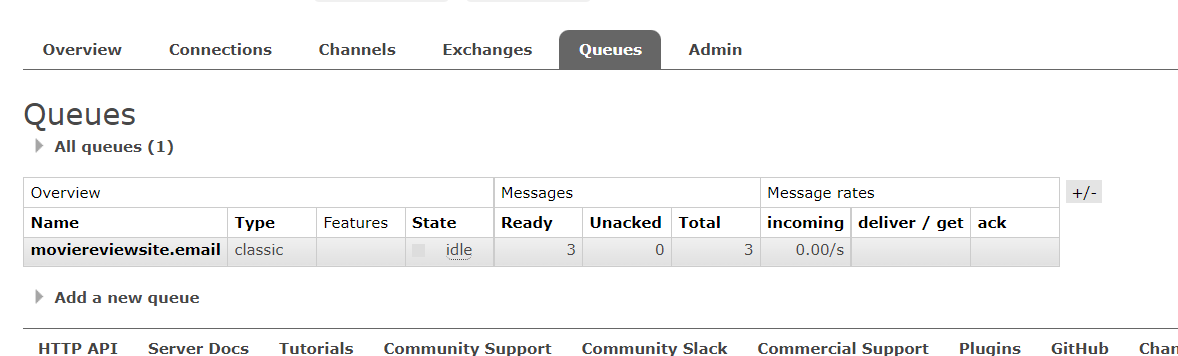 Overview Connections Channels Exchanges Queues Admin
Queues
All queues (1)
Overview Messages Message rates +/-
Name Type Features State Ready Unacked Total incoming deliver / get ack
moviereviewsite.email classic idle 3 0 3 0.00/s
Add a new queue
HTTP API Server Docs Tutorials Community Support Community Slack Commercial Support Plugins GitHub